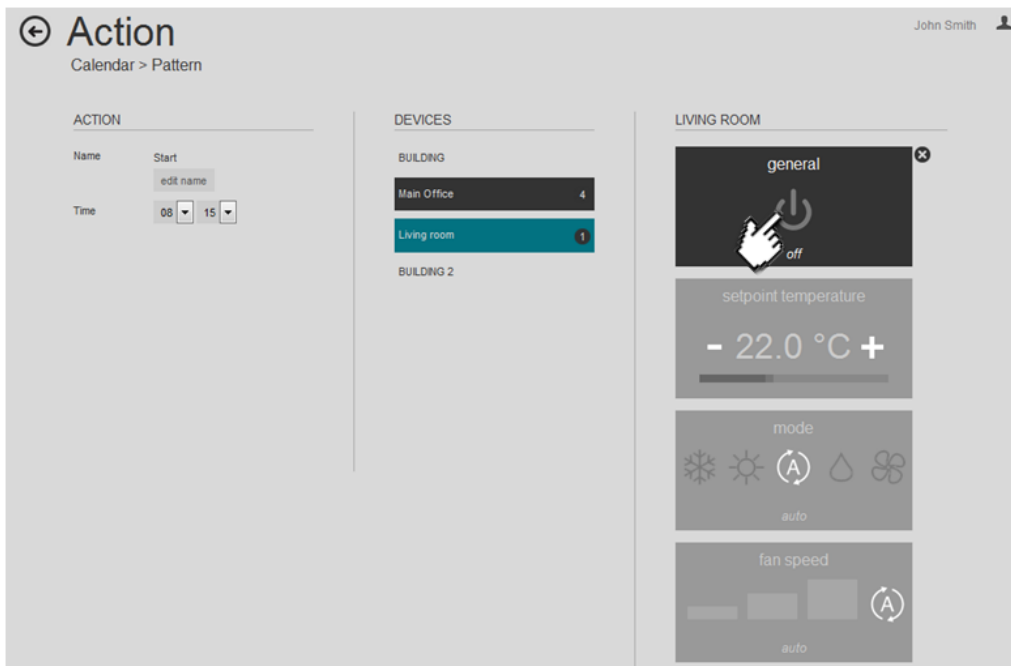 Action
John Smith
Calendar > Pattern
ACTION
Name Start
edit name
Time 08 15
DEVICES
BUILDING
Main Office 4
Living room 1
BUILDING 2
LIVING ROOM
general
off
setpoint temperature
- 22.0 °C +
mode
A
auto
fan speed
A
auto